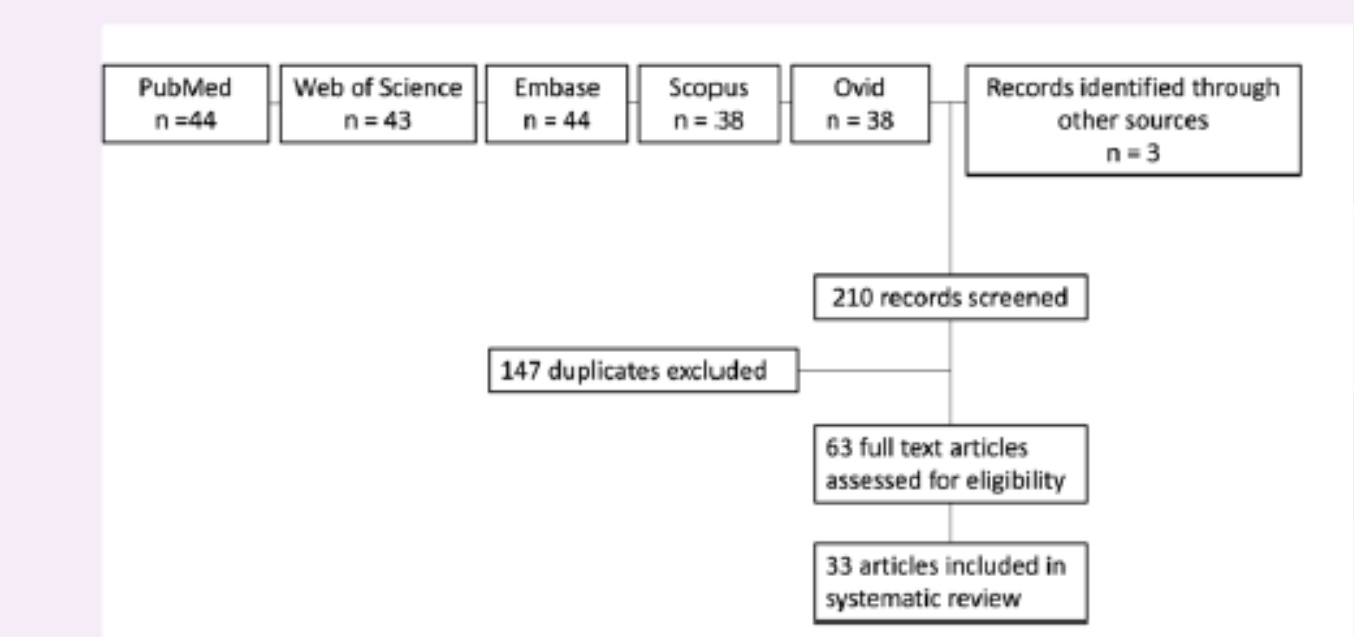 PubMed
n =44
Web of Science
n = 43
Embase
n = 44
Scopus
n = 38
Ovid
n = 38
Records identified through
other sources
n = 3
210 records screened
147 duplicates excluded
63 full text articles
assessed for eligibility
33 articles included in
systematic review